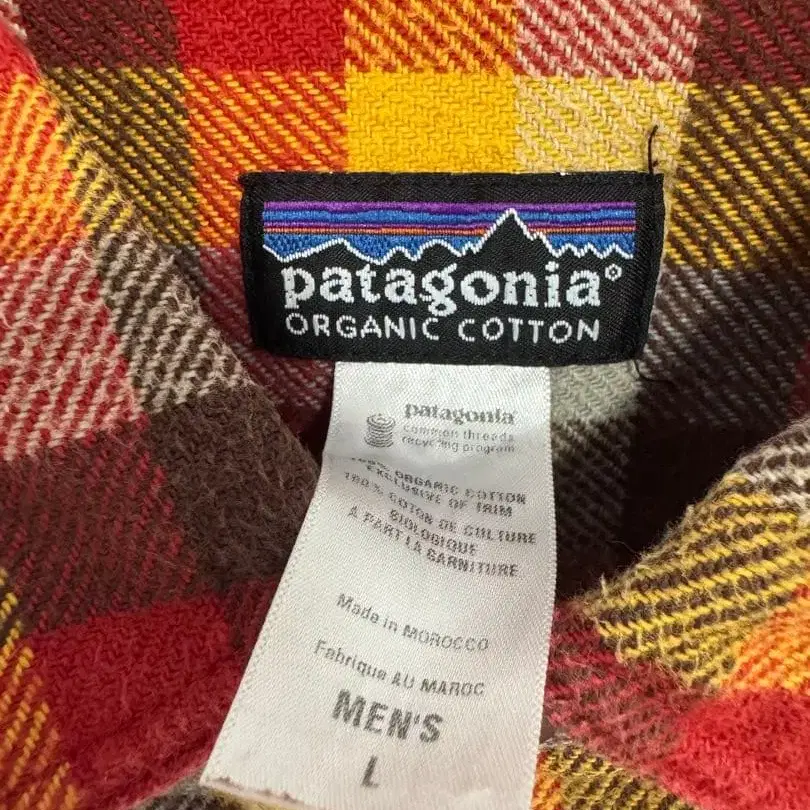 patagonia®
ORGANIC COTTON
patagonia
common threads
recycling program
100% ORGANIC COTTON
EXCLUSIVE OF TRIM
100% COTON DE CULTURE
BIOLOGIQUE
A PART LA GARNITURE
Made in MOROCCO
Fabrique AU MAROC
MEN'S
L